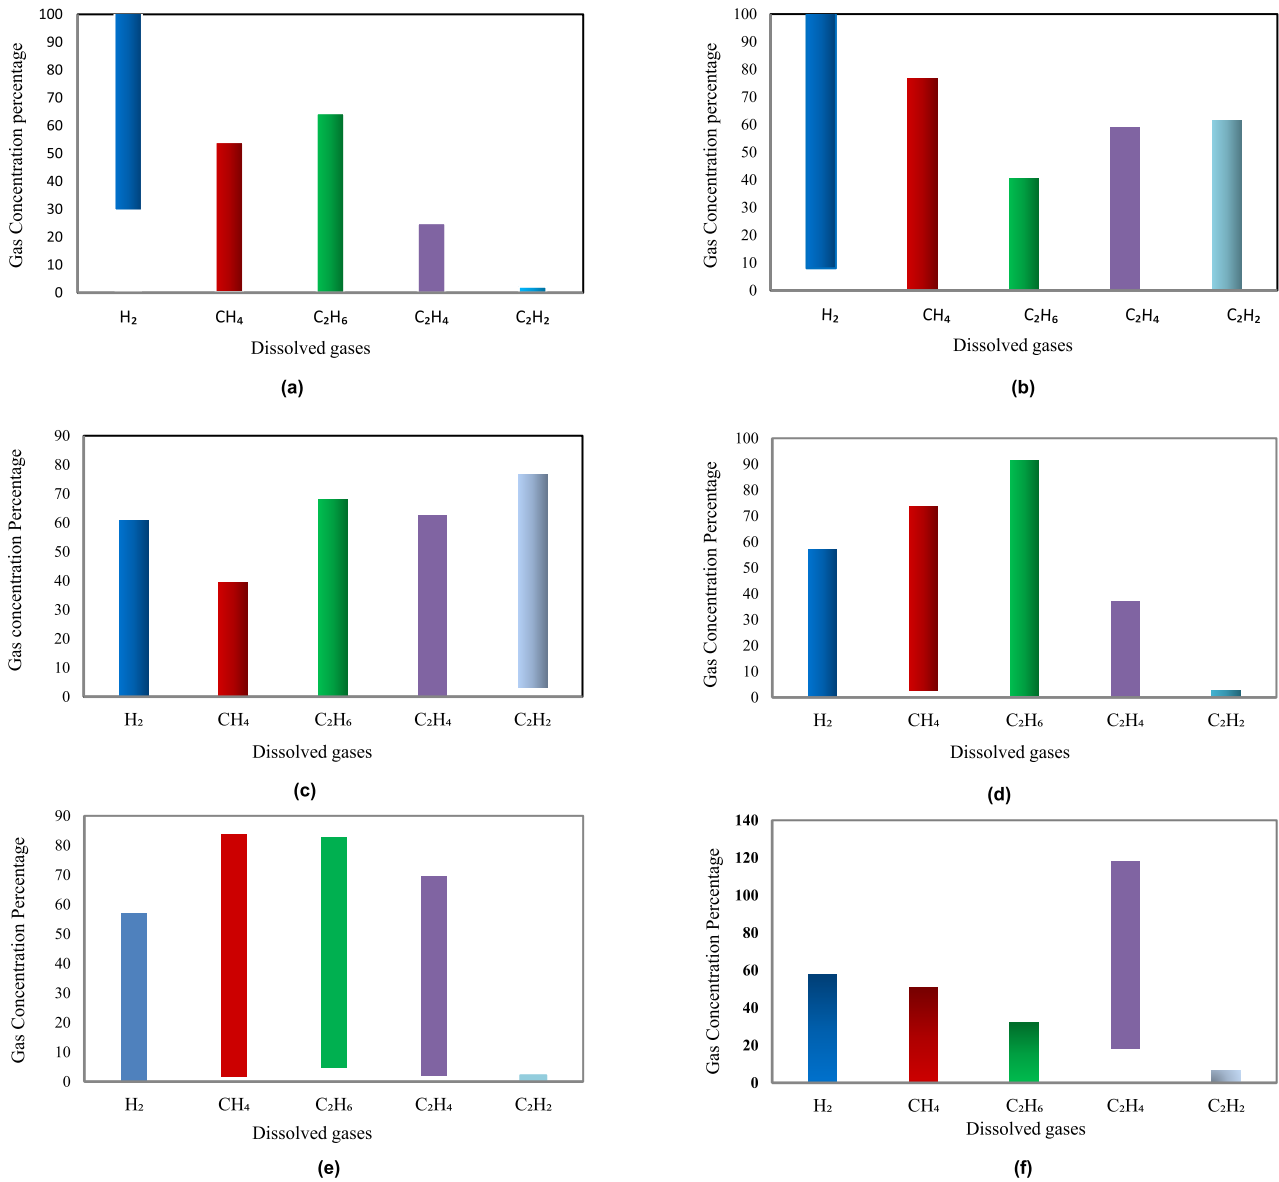 Gas Concentration percentage
100
90
80
70
60
50
40
30
20
10
0
H₂ CH₄ C₂H₆ C₂H₄ C₂H₂
Dissolved gases
(a)
Gas Concentration percentage
100
90
80
70
60
50
40
30
20
10
0
H₂ CH₄ C₂H₆ C₂H₄ C₂H₂
Dissolved gases
(b)
Gas concentration Percentage
90
80
70
60
50
40
30
20
10
0
H₂ CH₄ C₂H₆ C₂H₄ C₂H₂
Dissolved gases
(c)
Gas Concentration Percentage
100
90
80
70
60
50
40
30
20
10
0
H₂ CH₄ C₂H₆ C₂H₄ C₂H₂
Dissolved gases
(d)
Gas Concentration Percentage
90
80
70
60
50
40
30
20
10
0
H₂ CH₄ C₂H₆ C₂H₄ C₂H₂
Dissolved gases
(e)
Gas Concentration Percentage
140
120
100
80
60
40
20
0
H₂ CH₄ C₂H₆ C₂H₄ C₂H₂
Dissolved gases
(f)